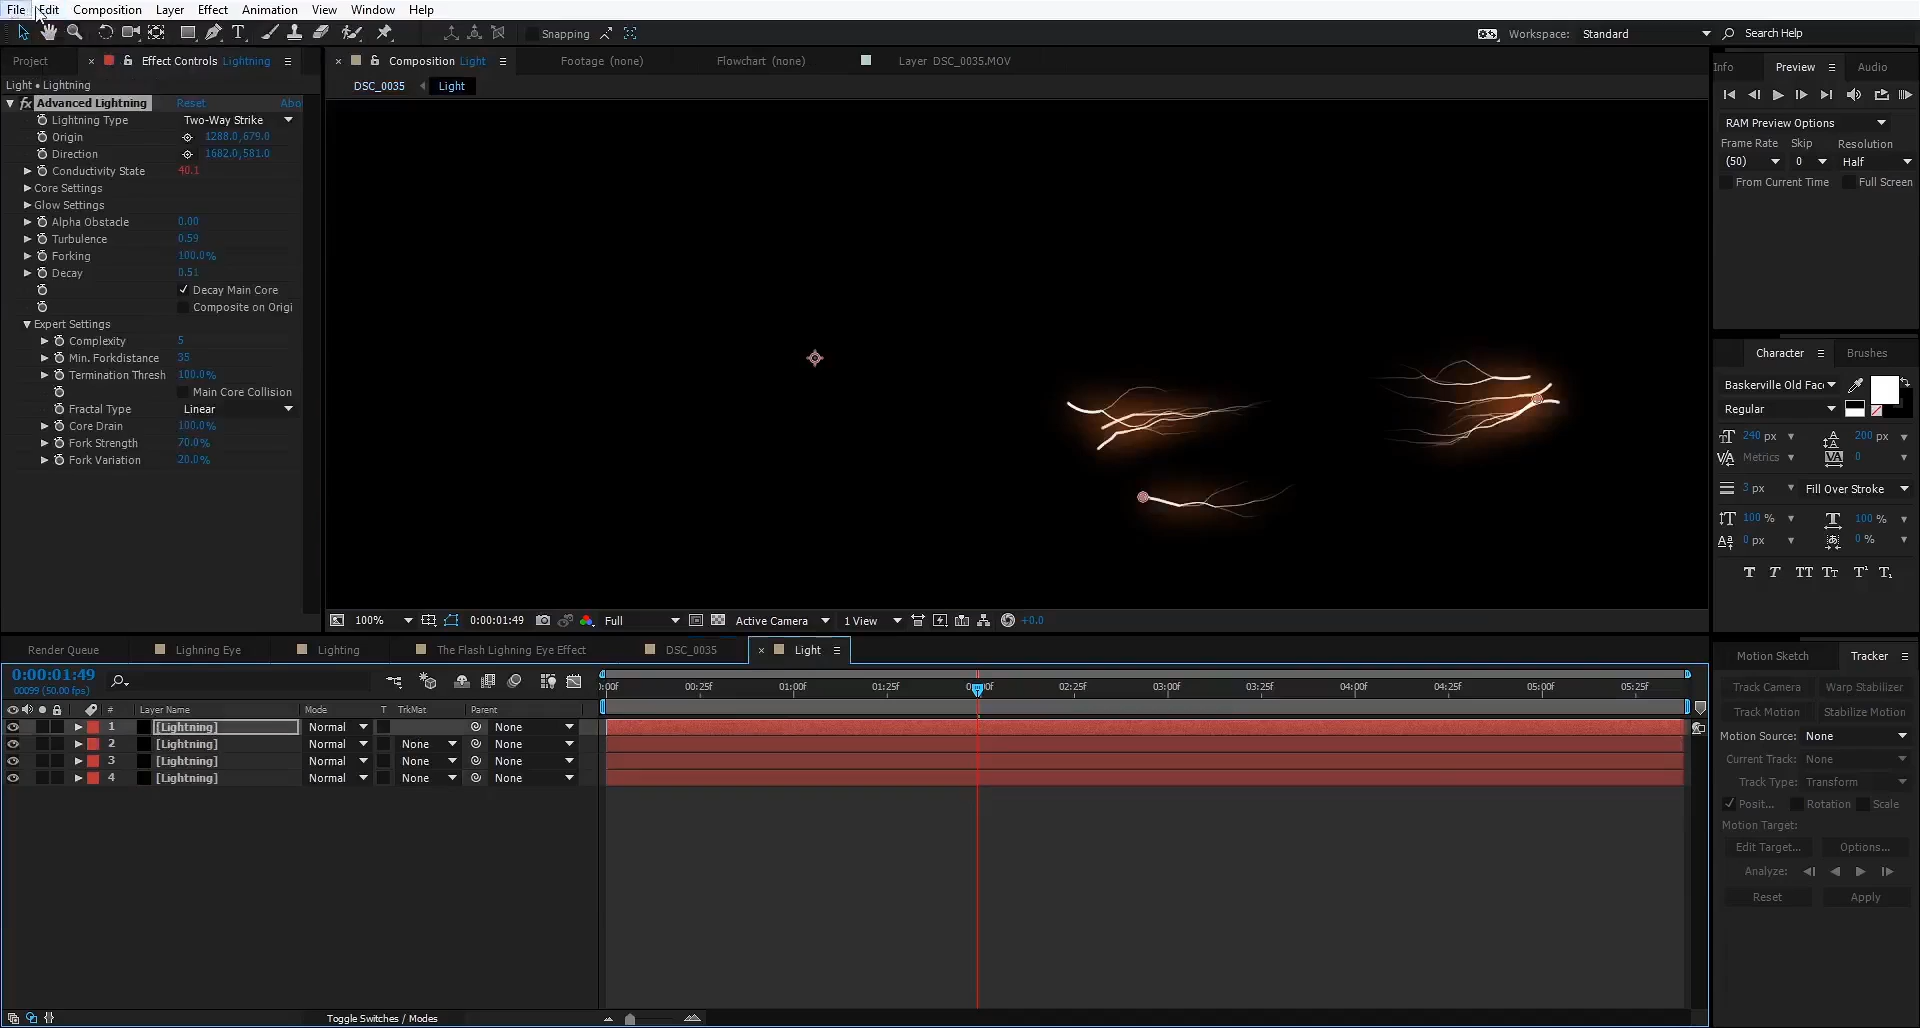 File Edit Composition Layer Effect Animation View Window Help
Snapping Workspace: Standard Search Help
Project Effect Controls Lightning Composition Light Footage (none) Flowchart (none) Layer DSC_0035.MOV Info Preview Audio
Light • Lightning DSC_0035 Light
fx Advanced Lightning Reset Abo
Lightning Type Two-Way Strike
Origin 1288.0,679.0
Direction 1682.0,581.0
Conductivity State 40.1
Core Settings
Glow Settings
Alpha Obstacle 0.00
Turbulence 0.59
Forking 100.0%
Decay 0.51
Decay Main Core
Composite on Origi
Expert Settings
Complexity 5
Min. Forkdistance 35
Termination Thresh 100.0%
Main Core Collision
Fractal Type Linear
Core Drain 100.0%
Fork Strength 70.0%
Fork Variation 20.0%
RAM Preview Options
Frame Rate Skip Resolution
(50) 0 Half
From Current Time Full Screen
Character Brushes
Baskerville Old Fac
Regular
240 px 200 px
Metrics 0
3 px Fill Over Stroke
100 % 100 %
0 px 0 %
T T TT Tт T¹ T₁
100% 0:00:01:49 Full Active Camera 1 View +0.0
Render Queue Lighning Eye Lighting The Flash Lighning Eye Effect DSC_0035 Light
0:00:01:49
00099 (50.00 fps)
:00f 00:25f 01:00f 01:25f 02:25f 03:00f 03:25f 04:00f 04:25f 05:00f 05:25f
# Layer Name Mode T TrkMat Parent
1 [Lightning] Normal None
2 [Lightning] Normal None None
3 [Lightning] Normal None None
4 [Lightning] Normal None None
Toggle Switches / Modes
Motion Sketch Tracker
Track Camera Warp Stabilizer
Track Motion Stabilize Motion
Motion Source: None
Current Track: None
Track Type: Transform
Posit... Rotation Scale
Motion Target:
Edit Target... Options...
Analyze:
Reset Apply